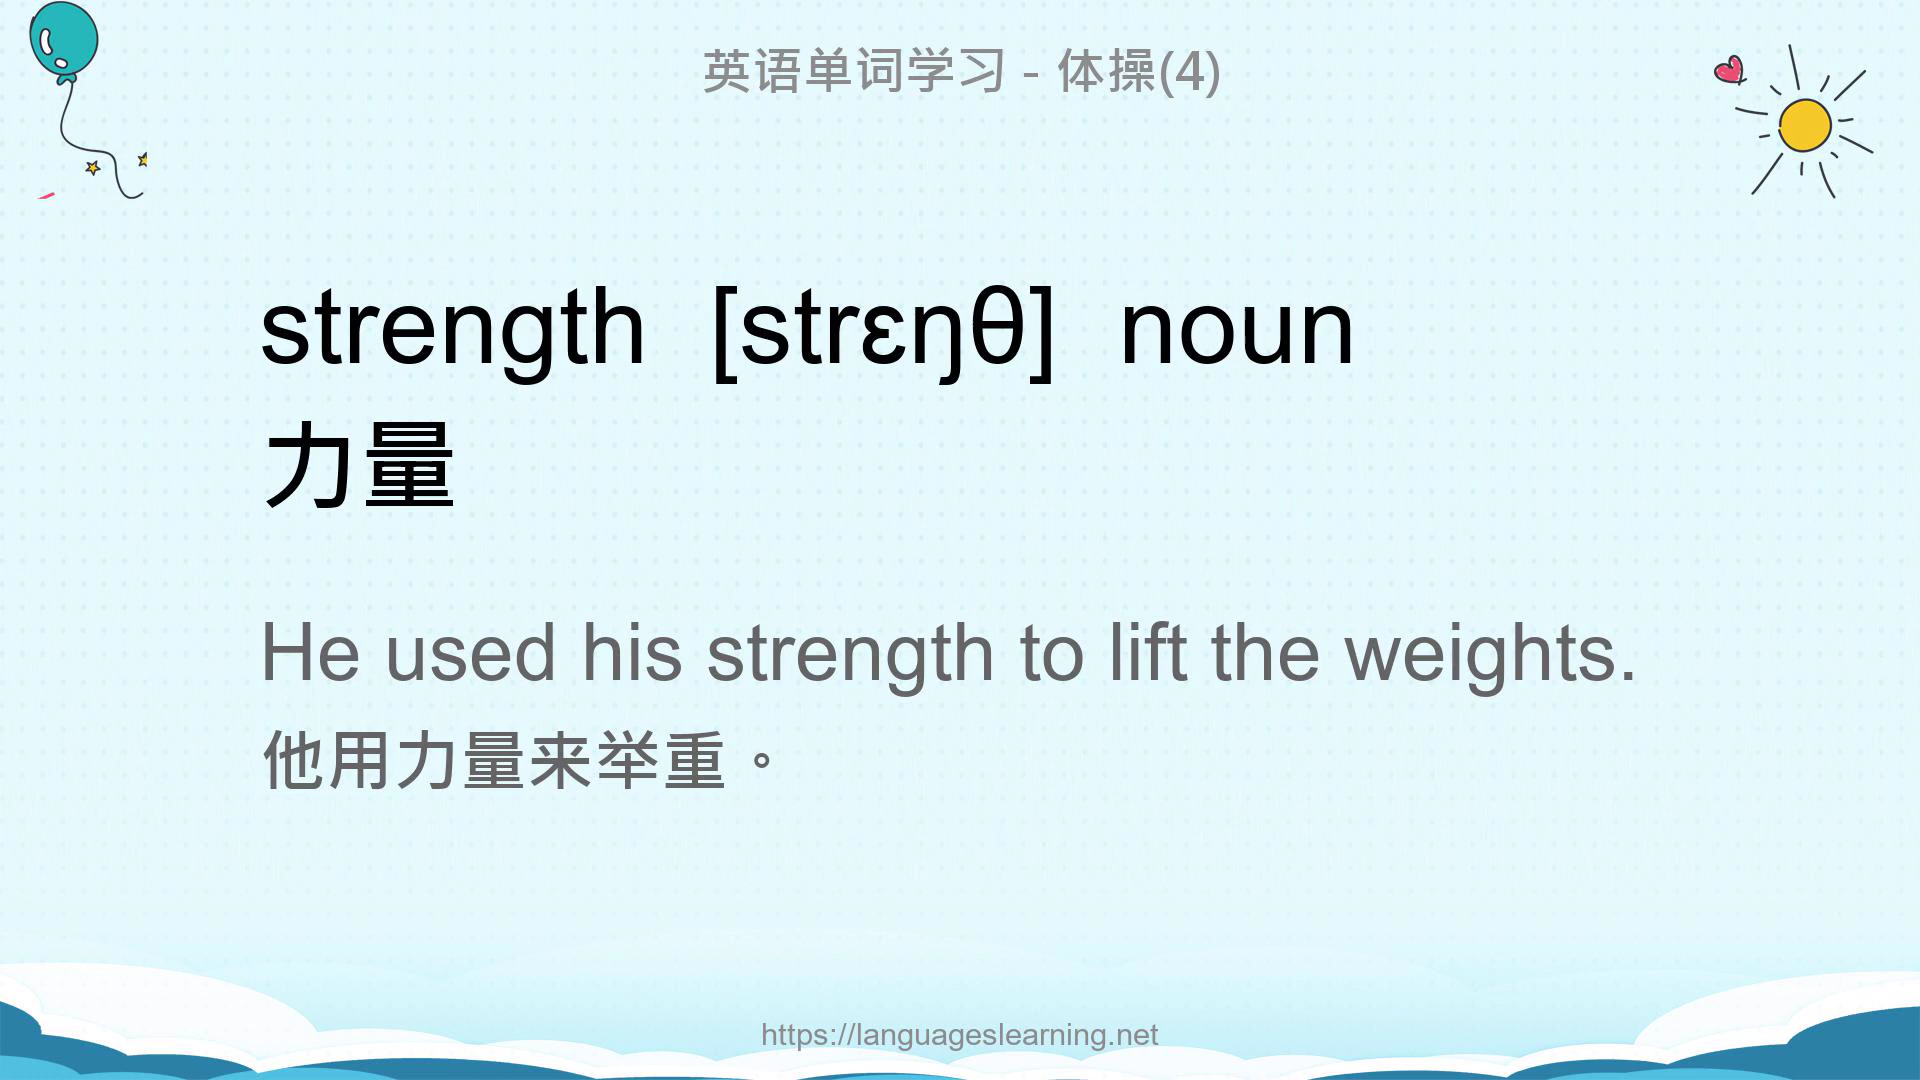 英语单词学习 - 体操(4)
strength [strɛŋθ] noun
力量
He used his strength to lift the weights.
他用力量来举重。
https://languageslearning.net